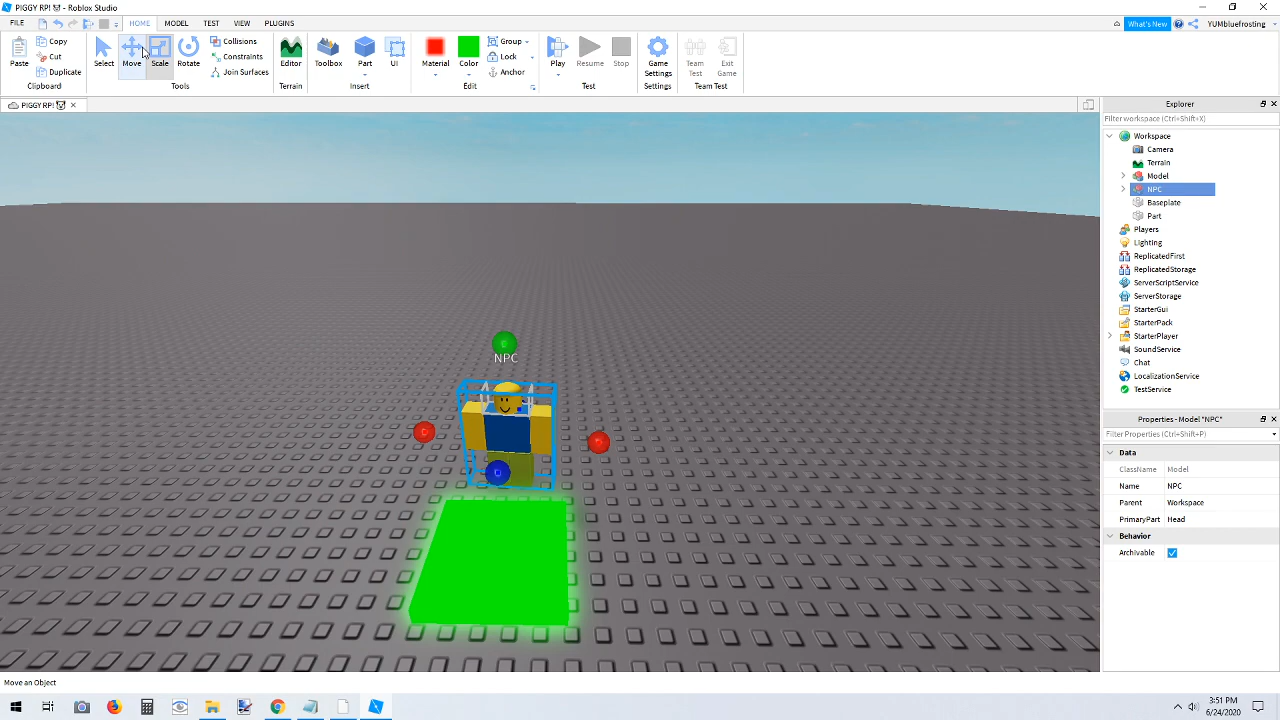 PIGGY RP!
FILE HOME MODEL TEST VIEW PLUGINS What's New YUMbluefrosting
Paste Copy Cut Duplicate Select Move Scale Rotate Collisions Constraints Join Surfaces Editor Toolbox Part UI Material Color Group Lock Anchor Play Resume Stop Game Settings Team Test Exit Game
Clipboard Tools Terrain Insert Edit Test Settings Team Test
PIGGY RP!
Explorer
Filter workspace (Ctrl+Shift+X)
Workspace
Camera
Terrain
Model
NPC
Baseplate
Part
Players
Lighting
ReplicatedFirst
ReplicatedStorage
ServerScriptService
ServerStorage
StarterGui
StarterPack
StarterPlayer
SoundService
Chat
LocalizationService
TestService
NPC
Properties - Model "NPC"
Filter Properties (Ctrl+Shift+P)
Data
ClassName Model
Name NPC
Parent Workspace
PrimaryPart Head
Behavior
Archivable
Move an Object
3:51 PM
6/24/2020